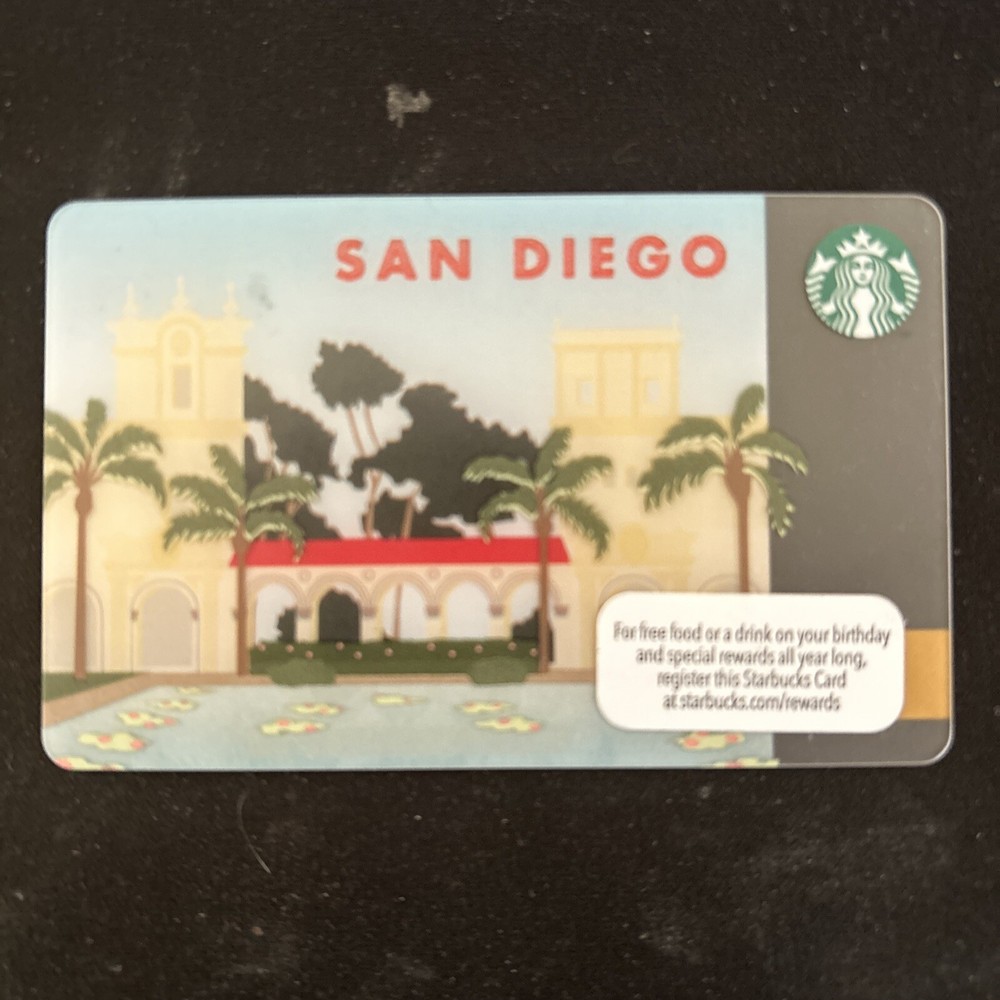 SAN DIEGO
For free food or a drink on your birthday
and special rewards all year long,
register this Starbucks Card
at starbucks.com/rewards